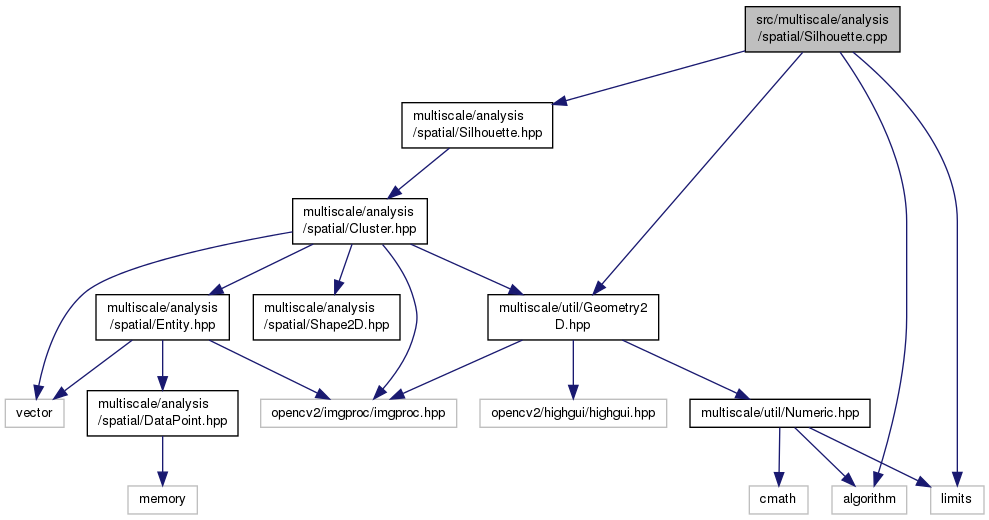 src/multiscale/analysis
/spatial/Silhouette.cpp
multiscale/analysis
/spatial/Silhouette.hpp
multiscale/analysis
/spatial/Cluster.hpp
multiscale/analysis
/spatial/Entity.hpp
multiscale/analysis
/spatial/Shape2D.hpp
multiscale/util/Geometry2
D.hpp
vector
multiscale/analysis
/spatial/DataPoint.hpp
opencv2/imgproc/imgproc.hpp
opencv2/highgui/highgui.hpp
multiscale/util/Numeric.hpp
memory
cmath
algorithm
limits